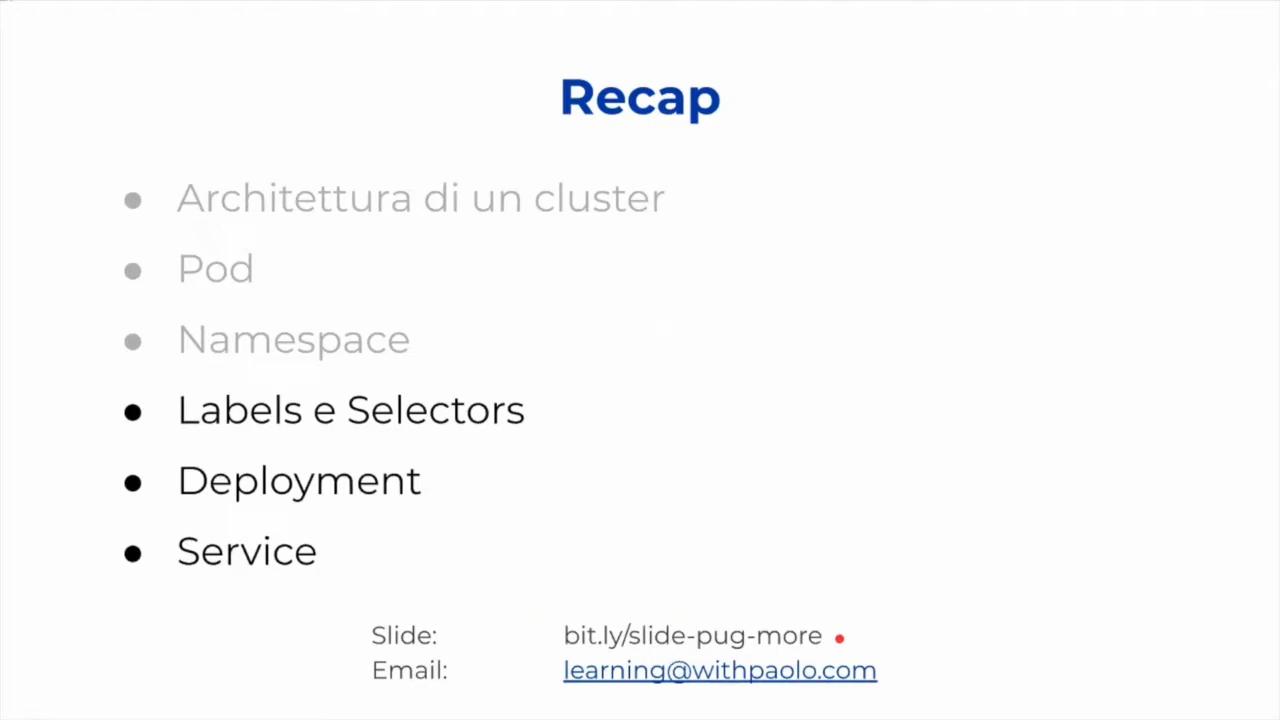 Recap
● Architettura di un cluster
● Pod
● Namespace
● Labels e Selectors
● Deployment
● Service
Slide: bit.ly/slide-pug-more
Email: learning@withpaolo.com